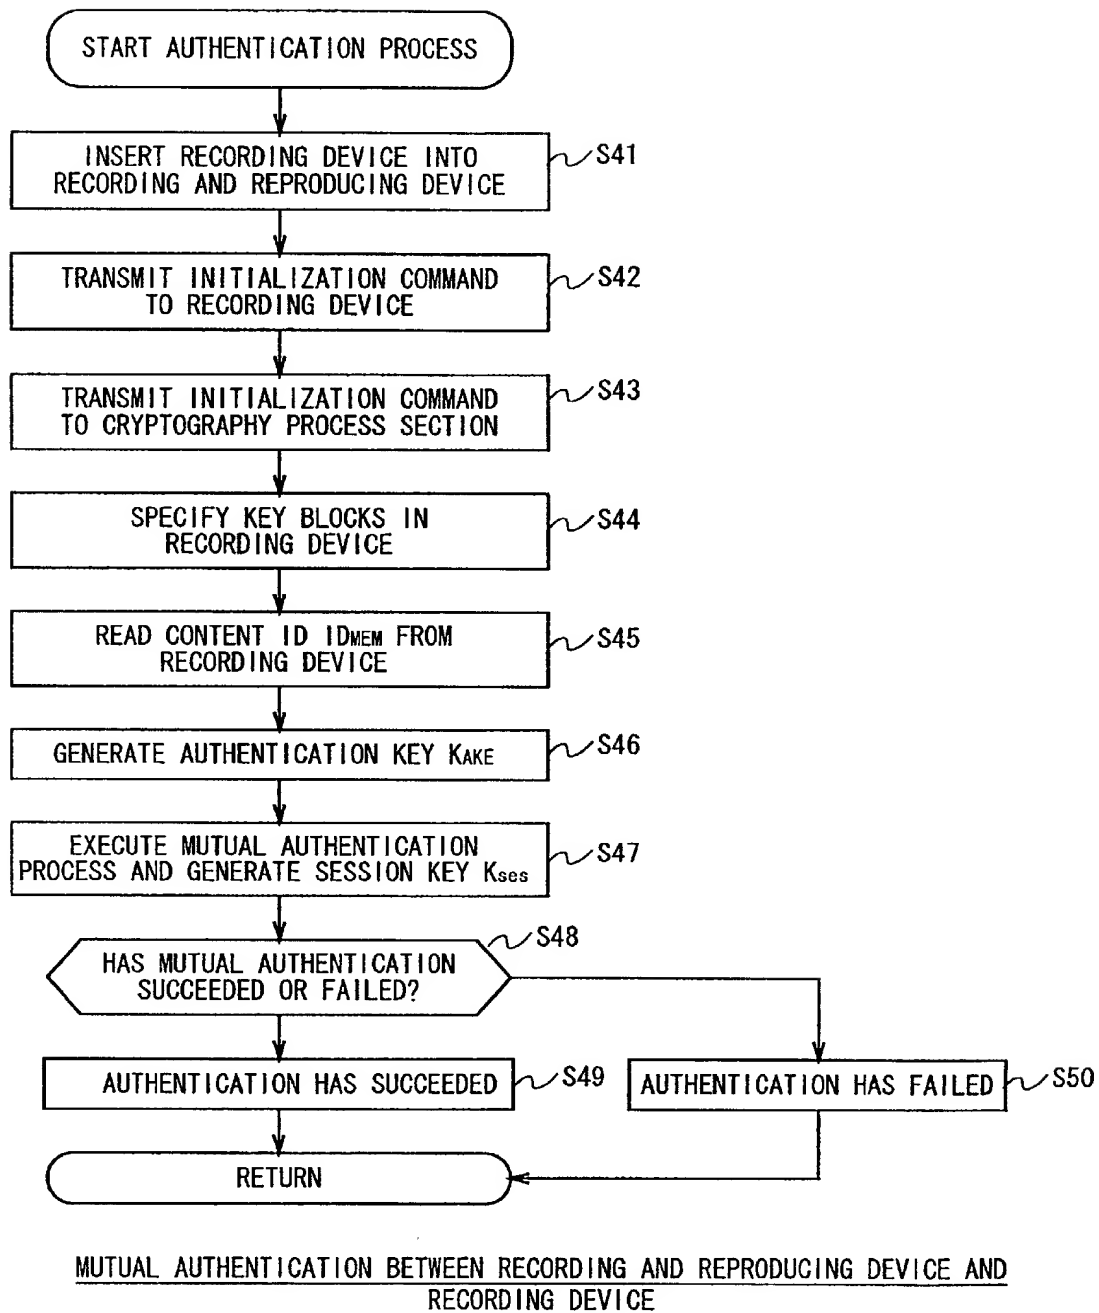 START AUTHENTICATION PROCESS
INSERT RECORDING DEVICE INTO
RECORDING AND REPRODUCING DEVICE
S41
TRANSMIT INITIALIZATION COMMAND
TO RECORDING DEVICE
S42
TRANSMIT INITIALIZATION COMMAND
TO CRYPTOGRAPHY PROCESS SECTION
S43
SPECIFY KEY BLOCKS IN
RECORDING DEVICE
S44
READ CONTENT ID IDMEM FROM
RECORDING DEVICE
S45
GENERATE AUTHENTICATION KEY KAKE
S46
EXECUTE MUTUAL AUTHENTICATION
PROCESS AND GENERATE SESSION KEY Kses
S47
HAS MUTUAL AUTHENTICATION
SUCCEEDED OR FAILED?
S48
AUTHENTICATION HAS SUCCEEDED
S49
AUTHENTICATION HAS FAILED
S50
RETURN
MUTUAL AUTHENTICATION BETWEEN RECORDING AND REPRODUCING DEVICE AND
RECORDING DEVICE